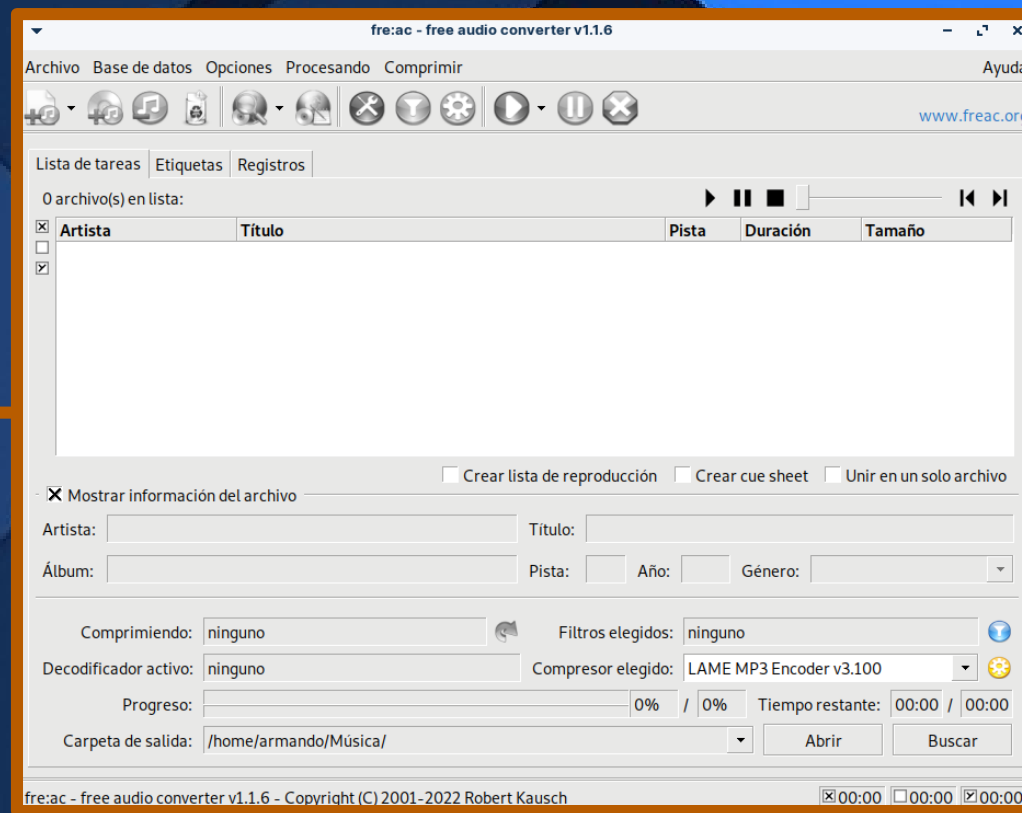 fre:ac - free audio converter v1.1.6
Archivo Base de datos Opciones Procesando Comprimir Ayuda
www.freac.org
Lista de tareas Etiquetas Registros
0 archivo(s) en lista:
Artista Título Pista Duración Tamaño
Crear lista de reproducción Crear cue sheet Unir en un solo archivo
Mostrar información del archivo
Artista: Título:
Álbum: Pista: Año: Género:
Comprimiendo: ninguno Filtros elegidos: ninguno
Decodificador activo: ninguno Compresor elegido: LAME MP3 Encoder v3.100
Progreso: 0% / 0% Tiempo restante: 00:00 / 00:00
Carpeta de salida: /home/armando/Música/ Abrir Buscar
fre:ac - free audio converter v1.1.6 - Copyright (C) 2001-2022 Robert Kausch 00:00 00:00 00:00